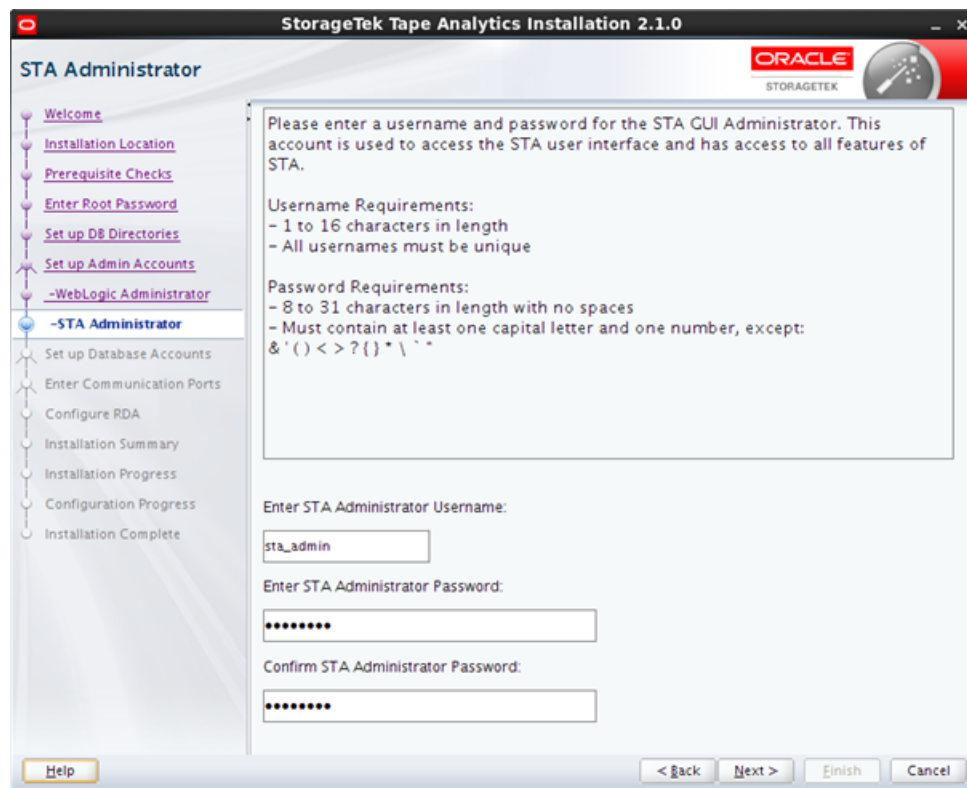 StorageTek Tape Analytics Installation 2.1.0
STA Administrator
ORACLE
STORAGETEK
Welcome
Installation Location
Prerequisite Checks
Enter Root Password
Set up DB Directories
Set up Admin Accounts
-WebLogic Administrator
-STA Administrator
Set up Database Accounts
Enter Communication Ports
Configure RDA
Installation Summary
Installation Progress
Configuration Progress
Installation Complete
Please enter a username and password for the STA GUI Administrator. This
account is used to access the STA user interface and has access to all features of
STA.
Username Requirements:
- 1 to 16 characters in length
- All usernames must be unique
Password Requirements:
- 8 to 31 characters in length with no spaces
- Must contain at least one capital letter and one number, except:
& ' ( ) < > ? { } * \ ` "
Enter STA Administrator Username:
sta_admin
Enter STA Administrator Password:
••••••••
Confirm STA Administrator Password:
••••••••
Help
< Back
Next >
Finish
Cancel